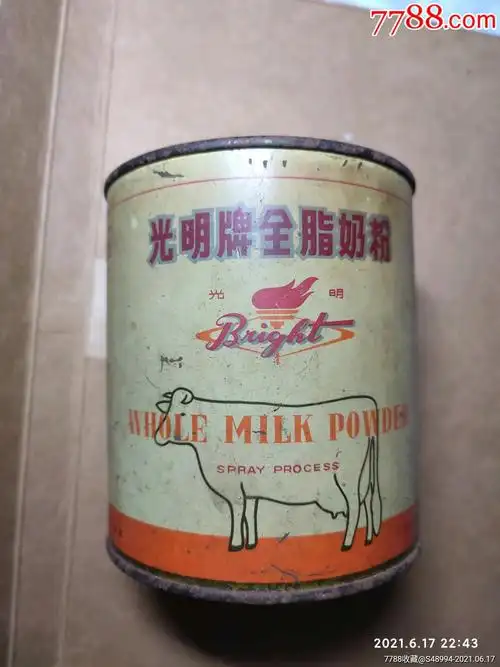 7788.com
光明牌全脂奶粉
光 明
Bright
WHOLE MILK POWDER
SPRAY PROCESS
2021.6.17 22:43
7788收藏@S48994-2021.06.17